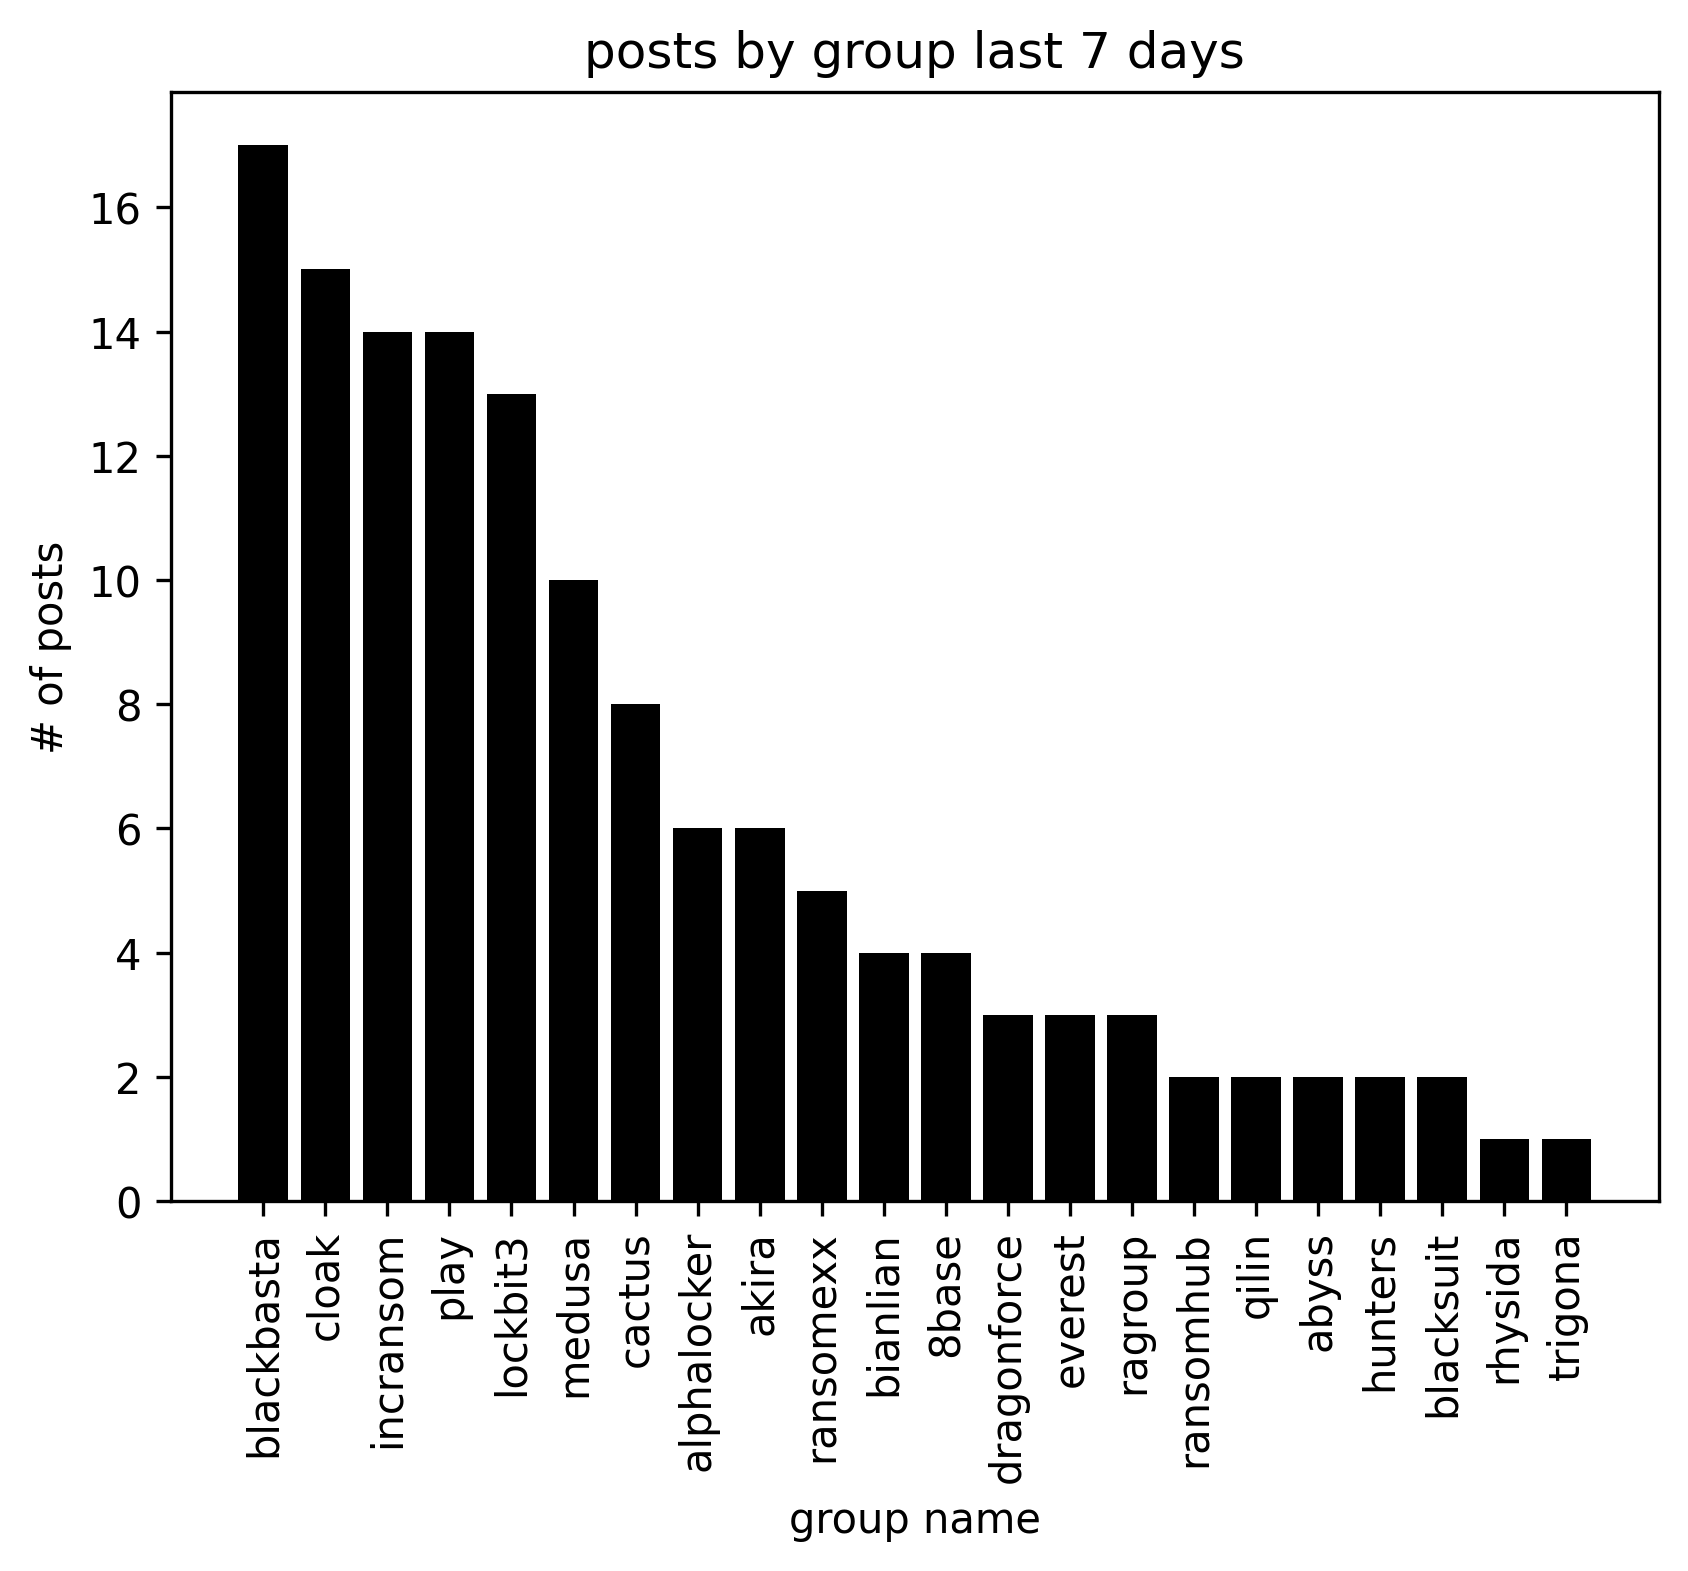 posts by group last 7 days
16
14
12
10
8
6
4
2
0
# of posts
blackbasta
cloak
incransom
play
lockbit3
medusa
cactus
alphalocker
akira
ransomexx
bianlian
8base
dragonforce
everest
ragroup
ransomhub
qilin
abyss
hunters
blacksuit
rhysida
trigona
group name